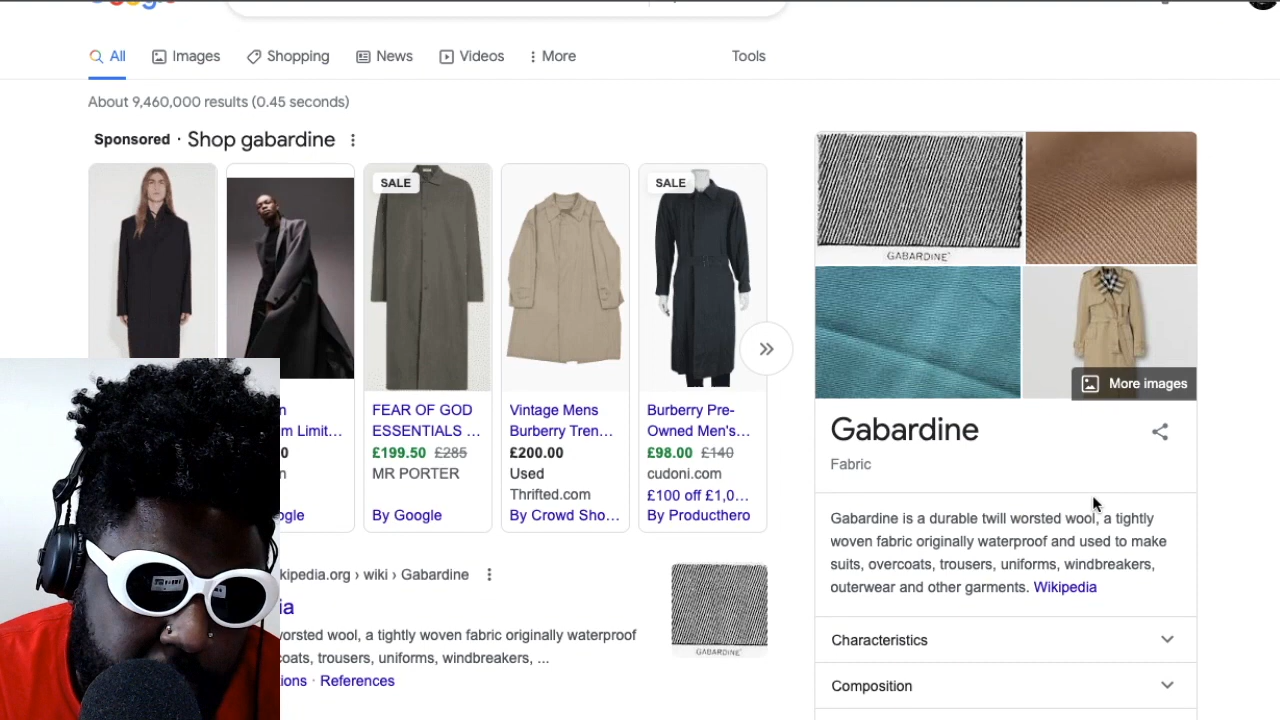 All
Images
Shopping
News
Videos
More
Tools
About 9,460,000 results (0.45 seconds)
Sponsored · Shop gabardine
SALE
SALE
m Limit...
FEAR OF GOD
ESSENTIALS ...
£199.50 £285
MR PORTER
By Google
Vintage Mens
Burberry Tren...
£200.00
Used
Thrifted.com
By Crowd Sho...
Burberry Pre-
Owned Men's...
£98.00 £140
cudoni.com
£100 off £1,0...
By Producthero
kipedia.org › wiki › Gabardine
ia
vorsted wool, a tightly woven fabric originally waterproof
coats, trousers, uniforms, windbreakers, ...
ions · References
GABARDINE
GABARDINE
More images
Gabardine
Fabric
Gabardine is a durable twill worsted wool, a tightly
woven fabric originally waterproof and used to make
suits, overcoats, trousers, uniforms, windbreakers,
outerwear and other garments. Wikipedia
Characteristics
Composition